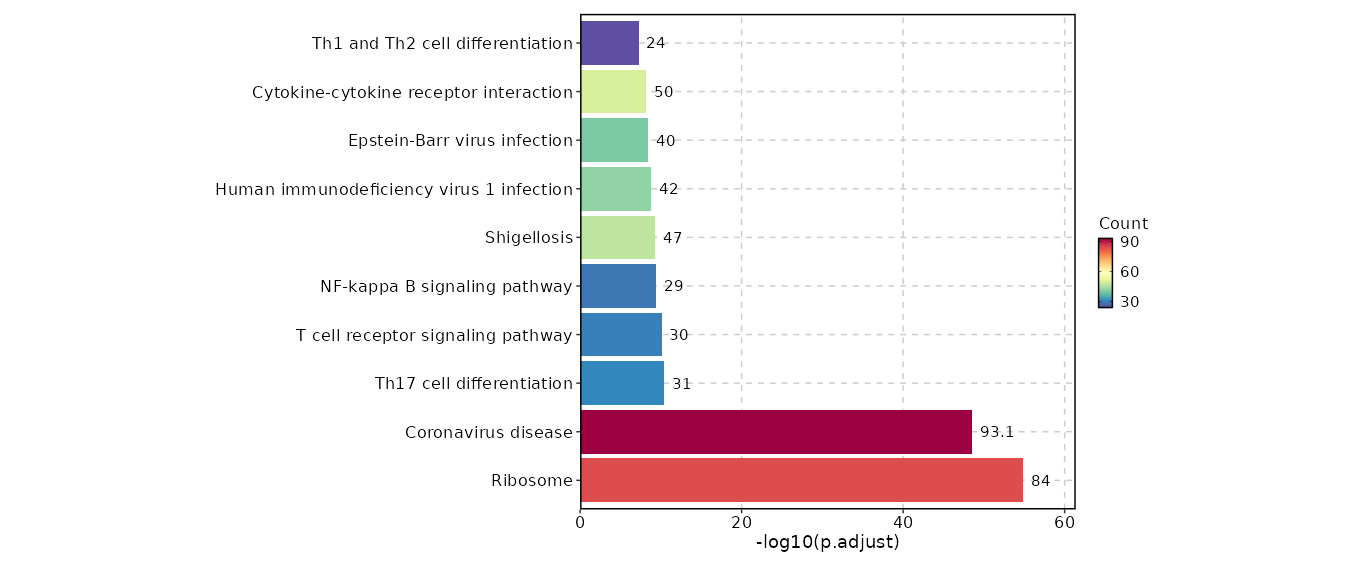 Th1 and Th2 cell differentiation 24
Cytokine-cytokine receptor interaction 50
Epstein-Barr virus infection 40
Human immunodeficiency virus 1 infection 42
Shigellosis 47
NF-kappa B signaling pathway 29
T cell receptor signaling pathway 30
Th17 cell differentiation 31
Coronavirus disease 93.1
Ribosome 84
0 20 40 60
-log10(p.adjust)
Count
90
60
30